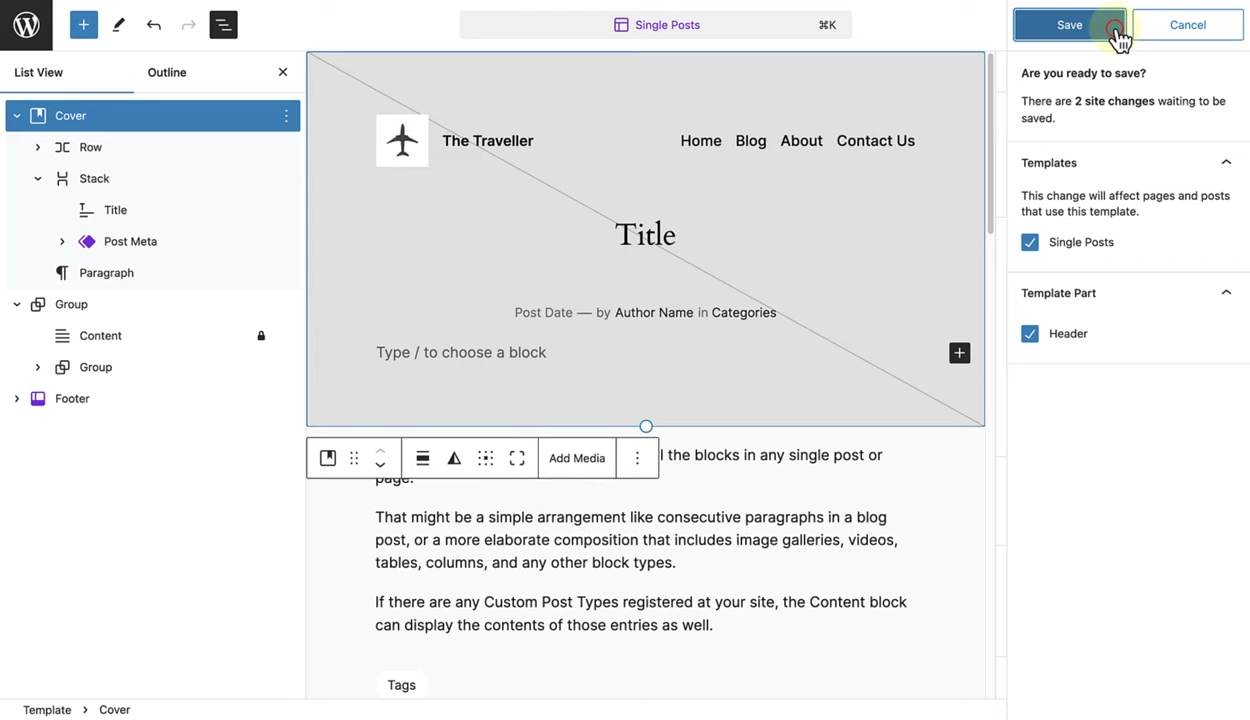 Single Posts
⌘K
Save
Cancel
List View
Outline
Cover
Row
Stack
Title
Post Meta
Paragraph
Group
Content
Group
Footer
The Traveller
Home
Blog
About
Contact Us
Title
Post Date — by Author Name in Categories
Type / to choose a block
Add Media
l the blocks in any single post or
page.
That might be a simple arrangement like consecutive paragraphs in a blog
post, or a more elaborate composition that includes image galleries, videos,
tables, columns, and any other block types.
If there are any Custom Post Types registered at your site, the Content block
can display the contents of those entries as well.
Tags
Are you ready to save?
There are 2 site changes waiting to be
saved.
Templates
This change will affect pages and posts
that use this template.
Single Posts
Template Part
Header
Template > Cover